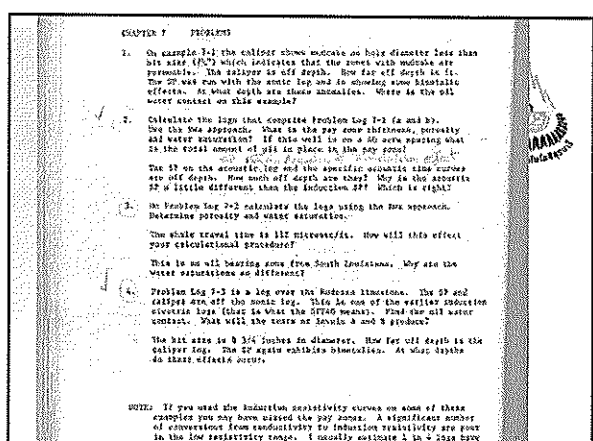 CHAPTER 7 PROBLEMS
1. On example 7-1 the caliper shows mudcake as hole diameter less than
bit size which indicates that the zones with mudcake are
permeable. The caliper is off depth. How far off depth is it.
The SP was run with the sonic log and is showing some bimetallic
effects. At what depth are these anomalies. Where is the oil
water contact on this example?
2. Calculate the logs that comprise Problem Log 7-1 (a and b).
Use the Rwa approach. What is the pay zone thickness, porosity
and water saturation? If this well is on a 40 acre spacing what
is the total amount of oil in place in the pay zone?
The SP on the acoustic log and the specific acoustic time curves
are off depth. How much off depth are they? Why is the acoustic
SP a little different than the induction SP? Which is right?
3. On Problem Log 7-2 calculate the logs using the Rwa approach.
Determine porosity and water saturation.
The shale travel time is microsec/ft. How will this effect
your calculational procedure?
This is an oil bearing zone from South Louisiana. Why are the
water saturations so different?
4. Problem Log 7-3 is a log over the Rodessa limestone. The SP and
caliper are off the sonic log. This is one of the earlier induction
electric logs (that is what the means). Find the oil water
contact. What will the tests at levels A and B produce?
The bit size is 8 3/4 inches in diameter. How far off depth is the
caliper log. The SP again exhibits bimetalism. At what depths
do these effects occur.
NOTE: If you used the induction resistivity curves on some of these
examples you may have missed the pay zones. A significant number
of conversions from conductivity to induction resistivity are poor
in the low resistivity range. I usually estimate 1 in 4 logs have